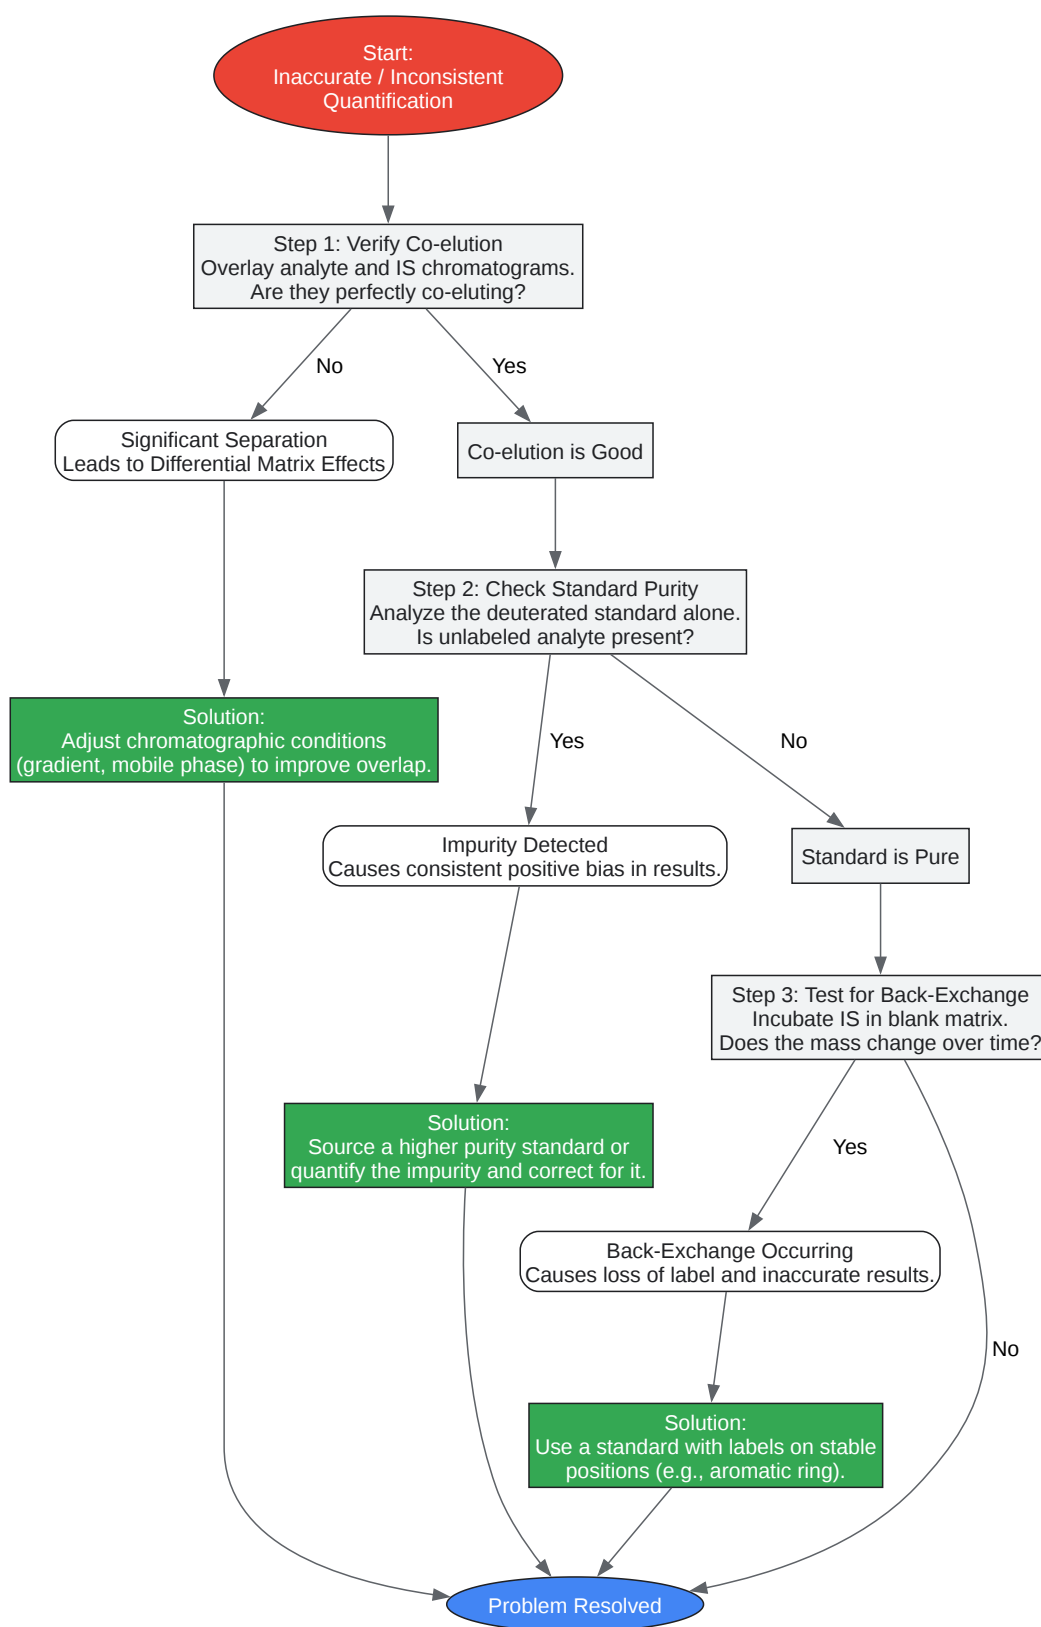 Start:
Inaccurate / Inconsistent
Quantification
Step 1: Verify Co-elution
Overlay analyte and IS chromatograms.
Are they perfectly co-eluting?
No
Yes
Significant Separation
Leads to Differential Matrix Effects
Co-elution is Good
Step 2: Check Standard Purity
Analyze the deuterated standard alone.
Is unlabeled analyte present?
Solution:
Adjust chromatographic conditions
(gradient, mobile phase) to improve overlap.
Yes
No
Impurity Detected
Causes consistent positive bias in results.
Standard is Pure
Step 3: Test for Back-Exchange
Incubate IS in blank matrix.
Does the mass change over time?
Solution:
Source a higher purity standard or
quantify the impurity and correct for it.
Yes
Back-Exchange Occurring
Causes loss of label and inaccurate results.
No
Solution:
Use a standard with labels on stable
positions (e.g., aromatic ring).
Problem Resolved